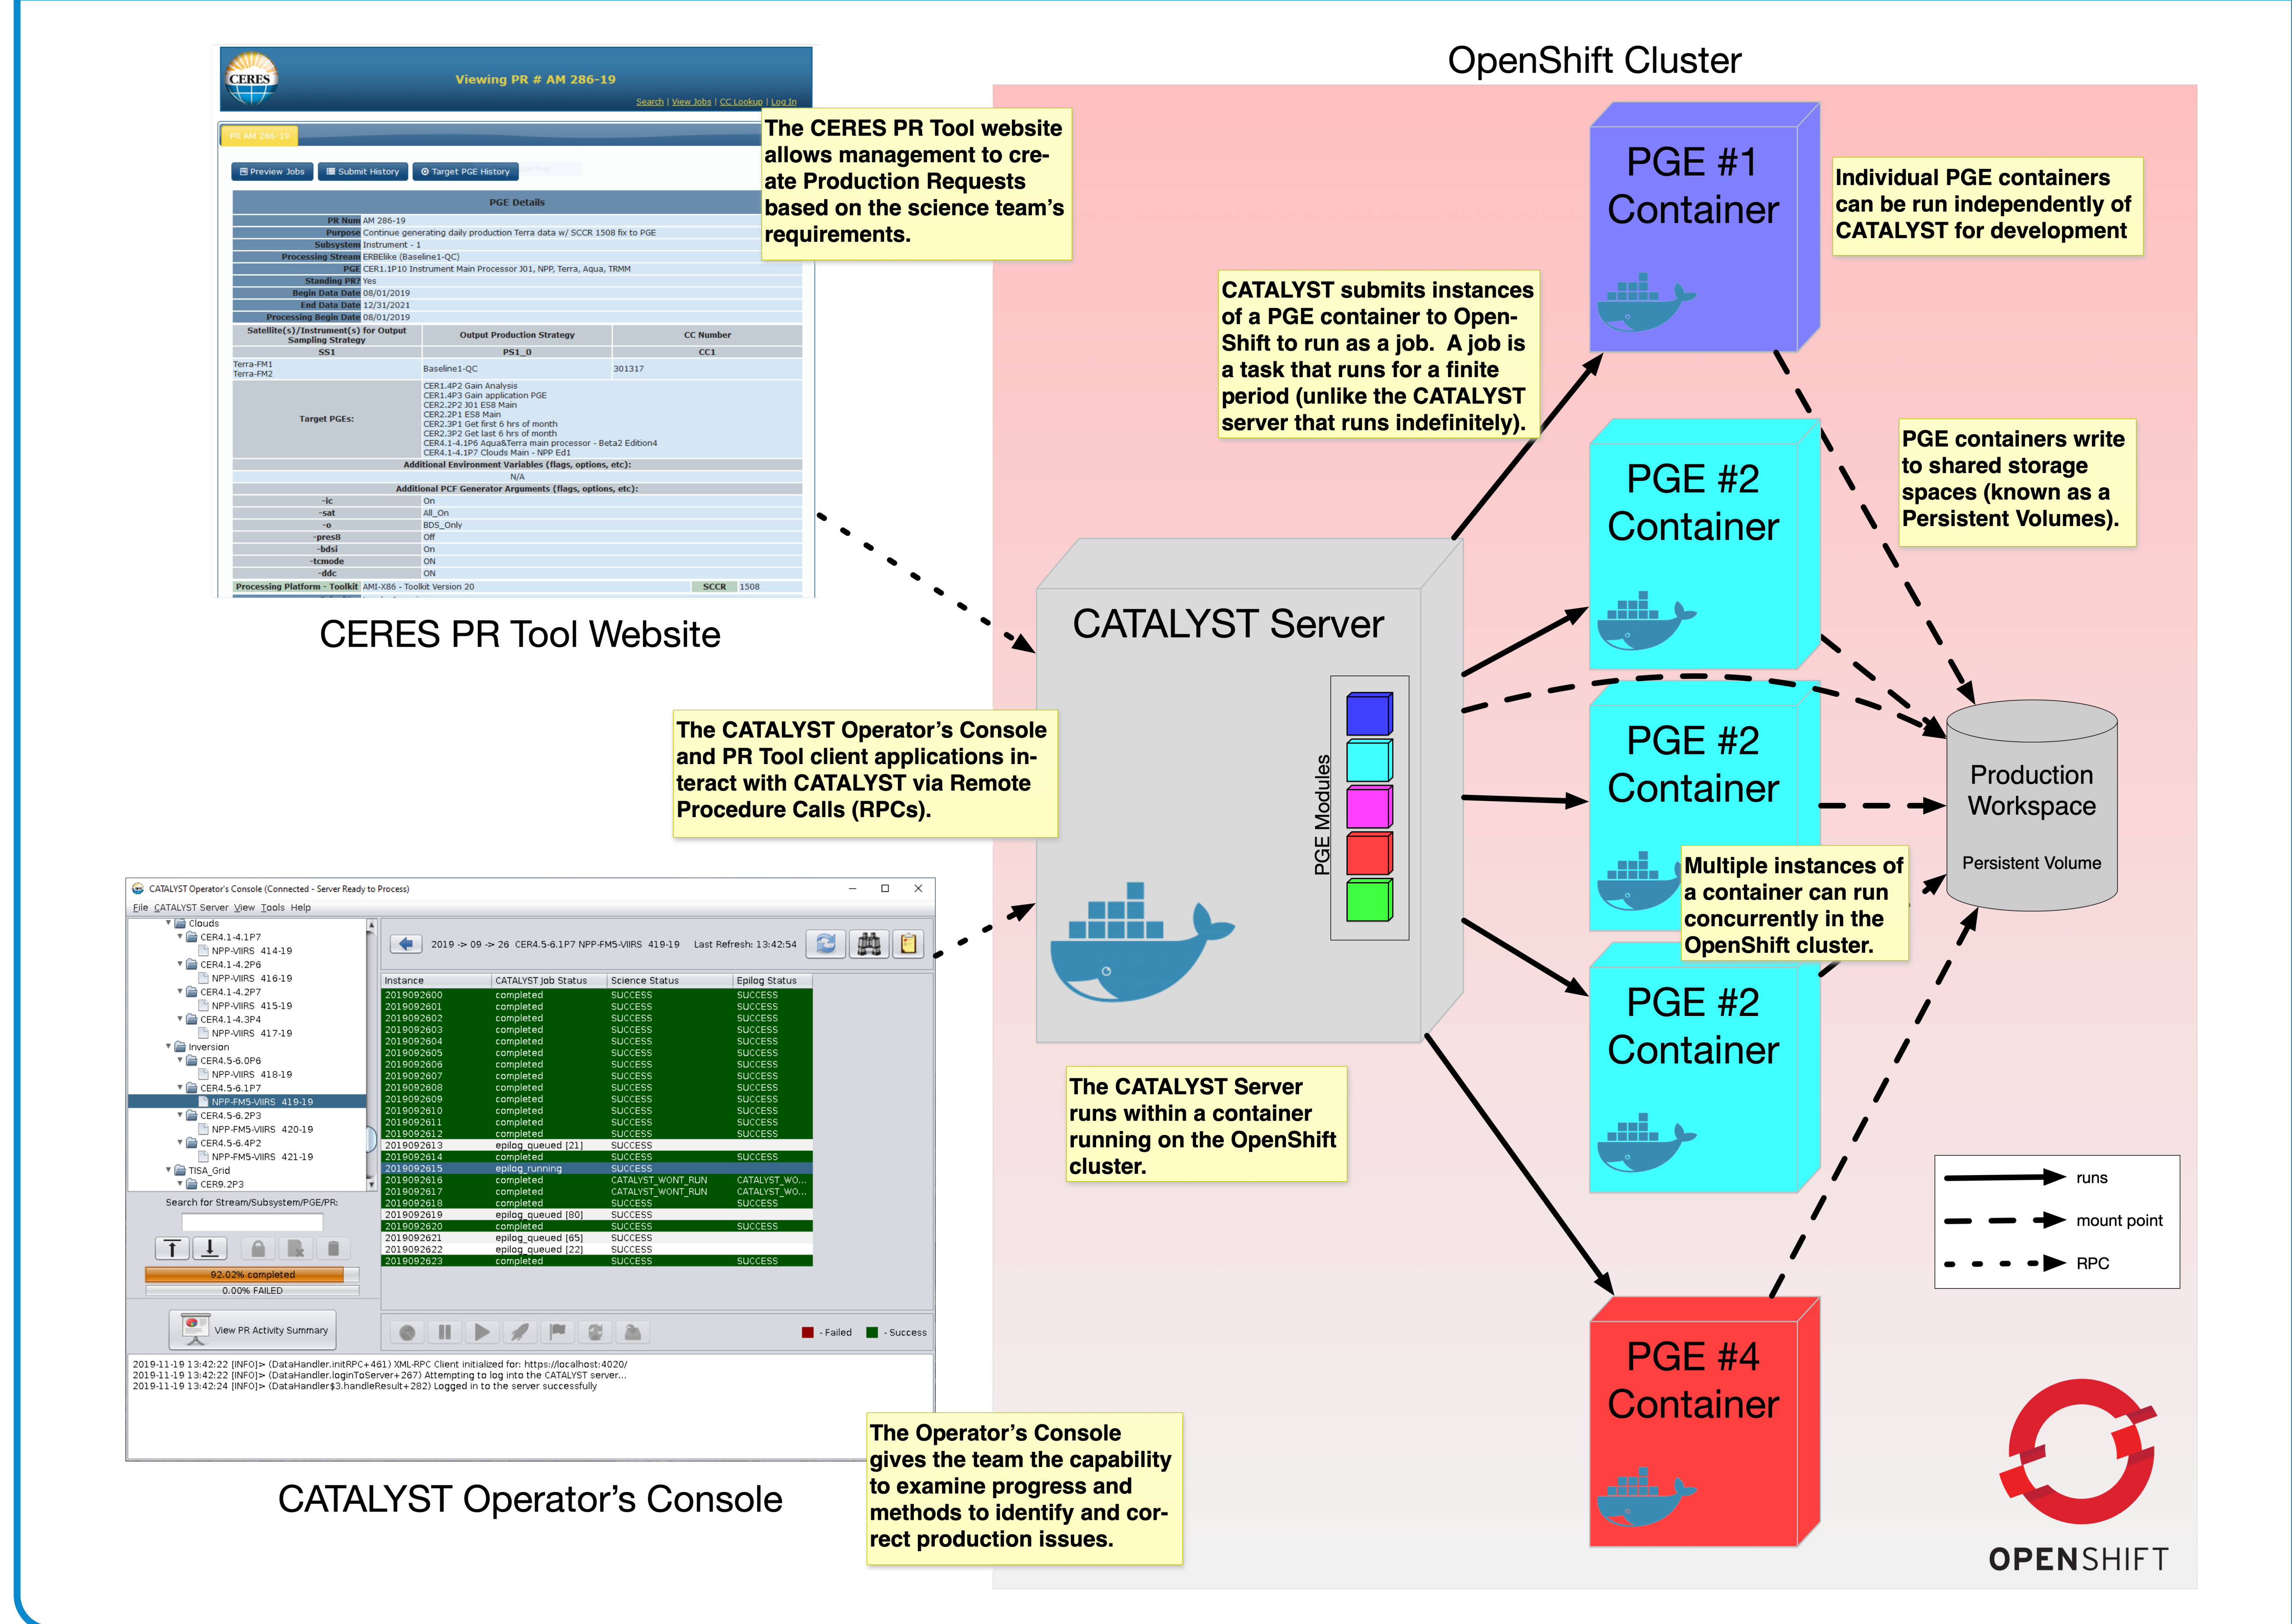 OpenShift Cluster
CERES
Viewing PR # AM 286-19
Search | View Jobs | CC Lookup | Log In
PR AM 286-19
Preview Jobs
Submit History
Target PGE History
PGE Details
PR Num AM 286-19
Purpose Continue generating daily production Terra data w/ SCCR 1508 fix to PGE
Subsystem Instrument - 1
Processing Stream ERBElike (Baseline1-QC)
PGE CER1.1P10 Instrument Main Processor J01, NPP, Terra, Aqua, TRMM
Standing PR? Yes
Begin Data Date 08/01/2019
End Data Date 12/31/2021
Processing Begin Date 08/01/2019
Satellite(s)/Instrument(s) for Output
Sampling Strategy
Output Production Strategy
CC Number
SS1
PS1_0
CC1
Terra-FM1
Terra-FM2
Baseline1-QC
301317
Target PGEs:
CER1.4P2 Gain Analysis
CER1.4P3 Gain application PGE
CER2.2P2 J01 ES8 Main
CER2.2P1 ES8 Main
CER2.3P1 Get first 6 hrs of month
CER2.3P2 Get last 6 hrs of month
CER4.1-4.1P6 Aqua&Terra main processor - Beta2 Edition4
CER4.1-4.1P7 Clouds Main - NPP Ed1
Additional Environment Variables (flags, options, etc):
N/A
Additional PCF Generator Arguments (flags, options, etc):
-ic On
-sat All_On
-o BDS_Only
-pres8 Off
-bdsi On
-tcmode ON
-ddc ON
Processing Platform - Toolkit AMI-X86 - Toolkit Version 20 SCCR 1508
CERES PR Tool Website
The CERES PR Tool website
allows management to cre-
ate Production Requests
based on the science team's
requirements.
CATALYST submits instances
of a PGE container to Open-
Shift to run as a job. A job is
a task that runs for a finite
period (unlike the CATALYST
server that runs indefinitely).
PGE #1
Container
Individual PGE containers
can be run independently of
CATALYST for development
PGE #2
Container
PGE containers write
to shared storage
spaces (known as a
Persistent Volumes).
CATALYST Server
PGE Modules
The CATALYST Operator's Console
and PR Tool client applications in-
teract with CATALYST via Remote
Procedure Calls (RPCs).
PGE #2
Container
Production
Workspace
Persistent Volume
Multiple instances of
a container can run
concurrently in the
OpenShift cluster.
PGE #2
Container
The CATALYST Server
runs within a container
running on the OpenShift
cluster.
runs
mount point
RPC
PGE #4
Container
OPENSHIFT
CATALYST Operator's Console (Connected - Server Ready to Process)
File CATALYST Server View Tools Help
Clouds
CER4.1-4.1P7
NPP-VIIRS 414-19
CER4.1-4.2P6
NPP-VIIRS 416-19
CER4.1-4.2P7
NPP-VIIRS 415-19
CER4.1-4.3P4
NPP-VIIRS 417-19
Inversion
CER4.5-6.0P6
NPP-VIIRS 418-19
CER4.5-6.1P7
NPP-FM5-VIIRS 419-19
CER4.5-6.2P3
NPP-FM5-VIIRS 420-19
CER4.5-6.4P2
NPP-FM5-VIIRS 421-19
TISA_Grid
CER9.2P3
Search for Stream/Subsystem/PGE/PR:
92.02% completed
0.00% FAILED
View PR Activity Summary
2019 -> 09 -> 26 CER4.5-6.1P7 NPP-FM5-VIIRS 419-19 Last Refresh: 13:42:54
Instance CATALYST Job Status Science Status Epilog Status
2019092600 completed SUCCESS SUCCESS
2019092601 completed SUCCESS SUCCESS
2019092602 completed SUCCESS SUCCESS
2019092603 completed SUCCESS SUCCESS
2019092604 completed SUCCESS SUCCESS
2019092605 completed SUCCESS SUCCESS
2019092606 completed SUCCESS SUCCESS
2019092607 completed SUCCESS SUCCESS
2019092608 completed SUCCESS SUCCESS
2019092609 completed SUCCESS SUCCESS
2019092610 completed SUCCESS SUCCESS
2019092611 completed SUCCESS SUCCESS
2019092612 completed SUCCESS SUCCESS
2019092613 epilog_queued [21] SUCCESS
2019092614 completed SUCCESS SUCCESS
2019092615 epilog_running SUCCESS
2019092616 completed CATALYST_WONT_RUN CATALYST_WO...
2019092617 completed CATALYST_WONT_RUN CATALYST_WO...
2019092618 completed SUCCESS SUCCESS
2019092619 epilog_queued [80] SUCCESS
2019092620 completed SUCCESS SUCCESS
2019092621 epilog_queued [65] SUCCESS
2019092622 epilog_queued [22] SUCCESS
2019092623 completed SUCCESS SUCCESS
- Failed - Success
2019-11-19 13:42:22 [INFO]> (DataHandler.initRPC+461) XML-RPC Client initialized for: https://localhost:4020/
2019-11-19 13:42:22 [INFO]> (DataHandler.loginToServer+267) Attempting to log into the CATALYST server...
2019-11-19 13:42:24 [INFO]> (DataHandler$3.handleResult+282) Logged in to the server successfully
CATALYST Operator's Console
The Operator's Console
gives the team the capability
to examine progress and
methods to identify and cor-
rect production issues.